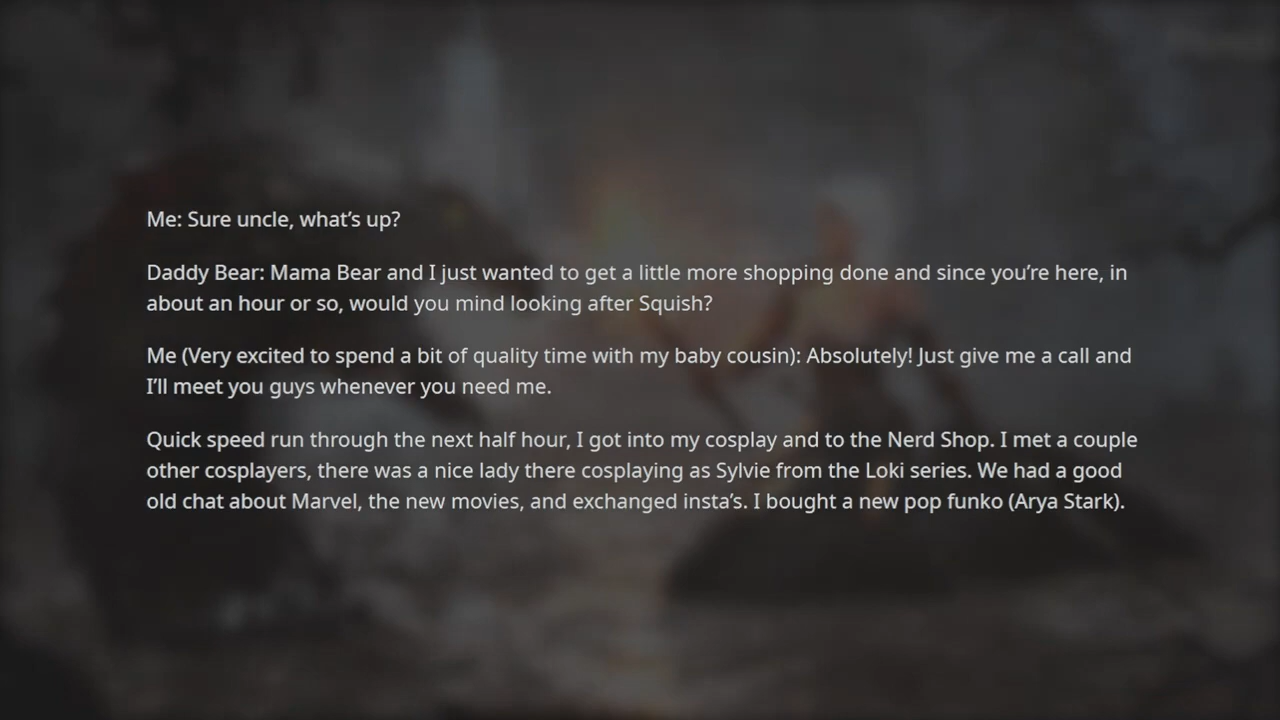 Me: Sure uncle, what’s up?
Daddy Bear: Mama Bear and I just wanted to get a little more shopping done and since you’re here, in
about an hour or so, would you mind looking after Squish?
Me (Very excited to spend a bit of quality time with my baby cousin): Absolutely! Just give me a call and
I’ll meet you guys whenever you need me.
Quick speed run through the next half hour, I got into my cosplay and to the Nerd Shop. I met a couple
other cosplayers, there was a nice lady there cosplaying as Sylvie from the Loki series. We had a good
old chat about Marvel, the new movies, and exchanged insta’s. I bought a new pop funko (Arya Stark).